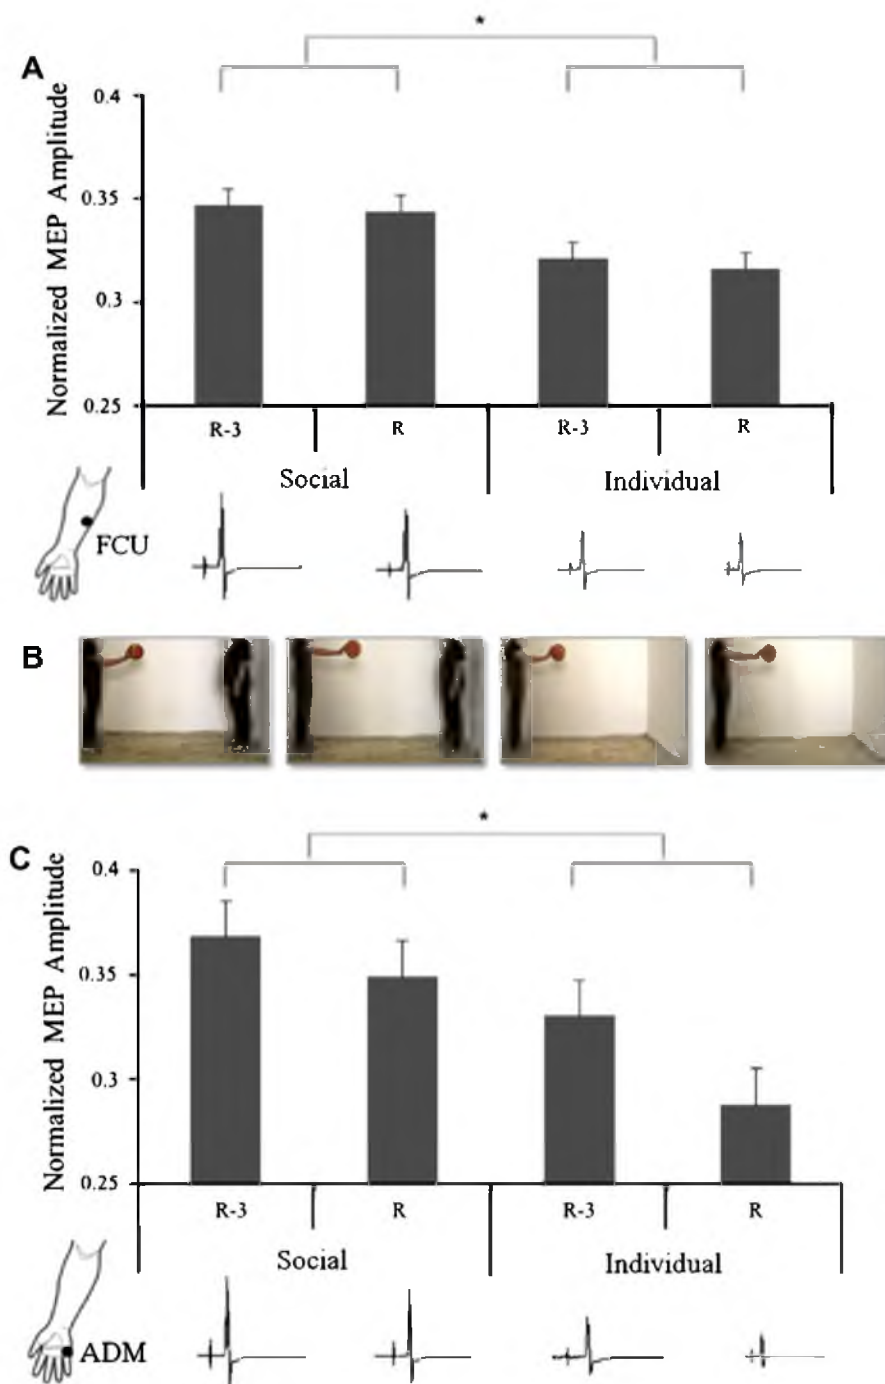 *
A
0.4
0.35
0.3
0.25
Normalized MEP Amplitude
R-3 R R-3 R
Social Individual
FCU
B
*
C
0.4
0.35
0.3
0.25
Normalized MEP Amplitude
R-3 R R-3 R
Social Individual
ADM